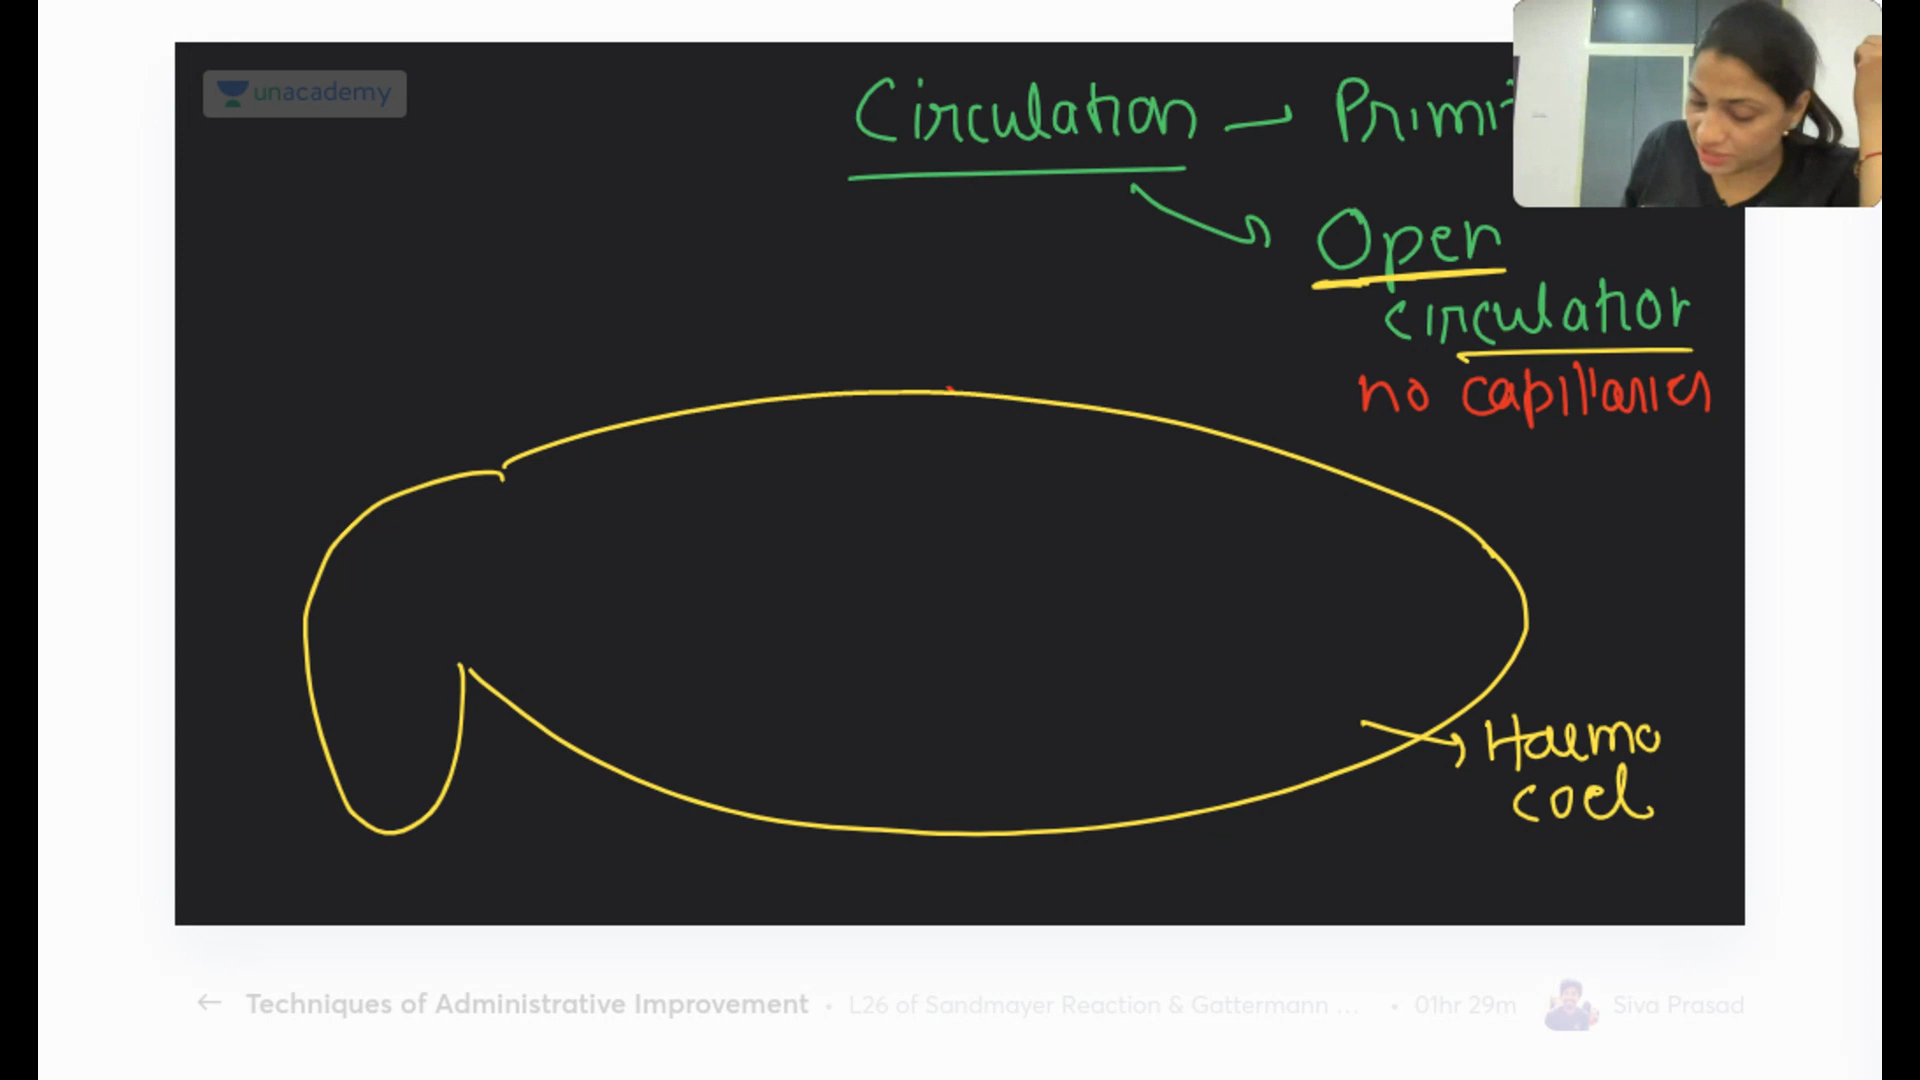 unacademy
Circulation → Primi
Open
circulation
no capillaries
→ Haemo
coel
← Techniques of Administrative Improvement • L26 of Sandmayer Reaction & Gattermann ... • 01hr 29m Siva Prasad